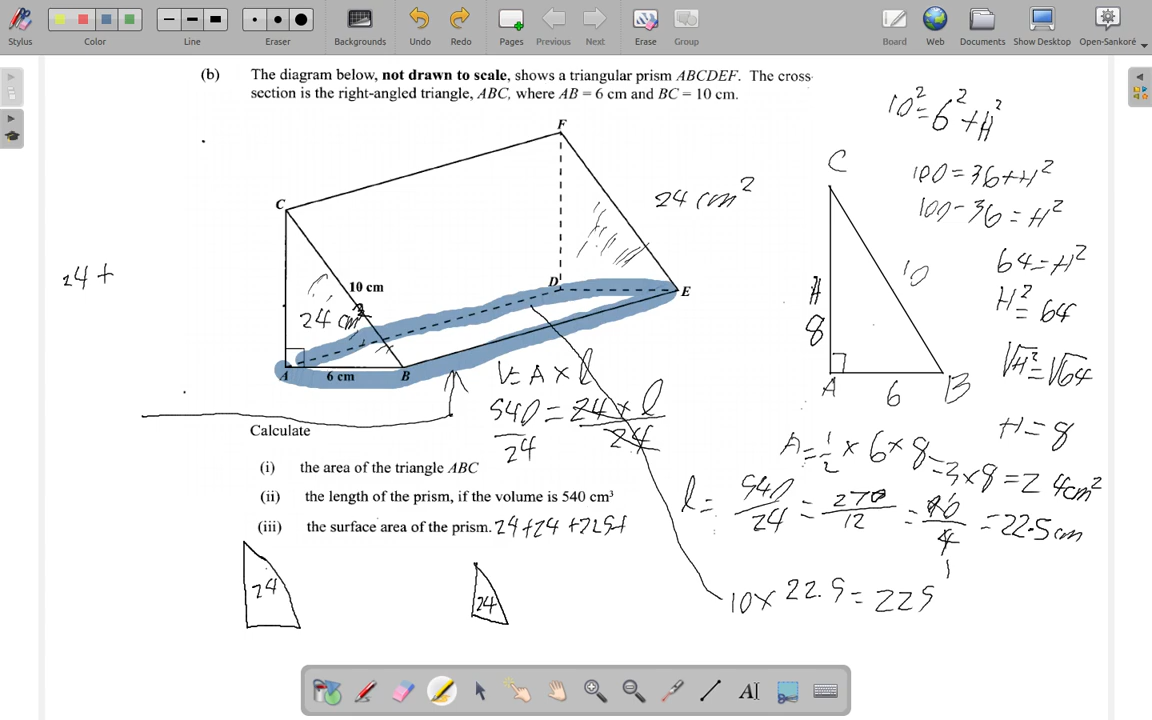 Stylus Color Line Eraser Backgrounds Undo Redo Pages Previous Next Erase Group Board Web Documents Show Desktop Open-Sankoré
(b) The diagram below, not drawn to scale, shows a triangular prism ABCDEF. The cross-
section is the right-angled triangle, ABC, where AB = 6 cm and BC = 10 cm.
10² = 6² + H²
F
C
C
100 = 36 + H²
24 cm²
100 - 36 = H²
24 +
64 = H²
10 cm
D
E
H
10
H² = 64
24 cm²
8
A
6 cm
B
V = A × l
√H² = √64
A
6
B
540/24 = 24 × l/24
H = 8
Calculate
A = 1/2 × 6 × 8 = 3 × 8 = 24cm²
(i) the area of the triangle ABC
(ii) the length of the prism, if the volume is 540 cm³
l = 540/24 = 270/12 = 90/4 = 22.5cm
(iii) the surface area of the prism. 24 + 24 + 225 +
24
24
10 × 22.5 = 225